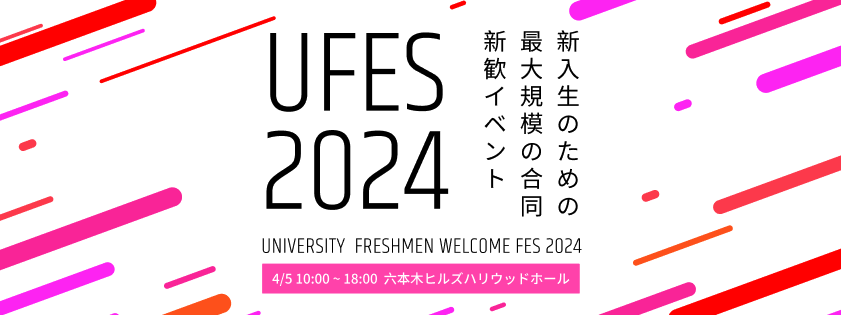 UFES
2024
新入生のための
最大規模の合同
新歓イベント
UNIVERSITY FRESHMEN WELCOME FES 2024
4/5 10:00 ~ 18:00 六本木ヒルズハリウッドホール